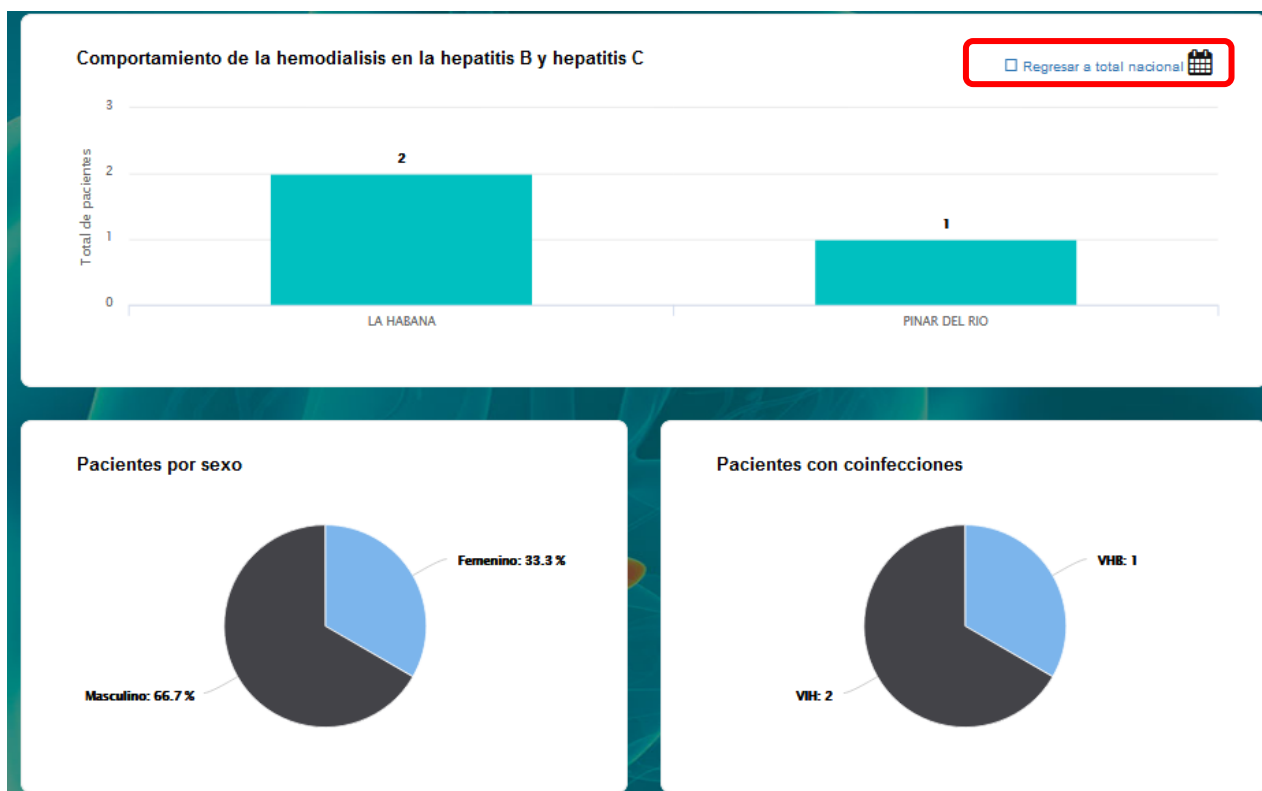 Comportamiento de la hemodialisis en la hepatitis B y hepatitis C
Regresar a total nacional
3
2
1
0
Total de pacientes
2
1
LA HABANA
PINAR DEL RIO
Pacientes por sexo
Femenino: 33.3 %
Masculino: 66.7 %
Pacientes con coinfecciones
VHB: 1
VIH: 2